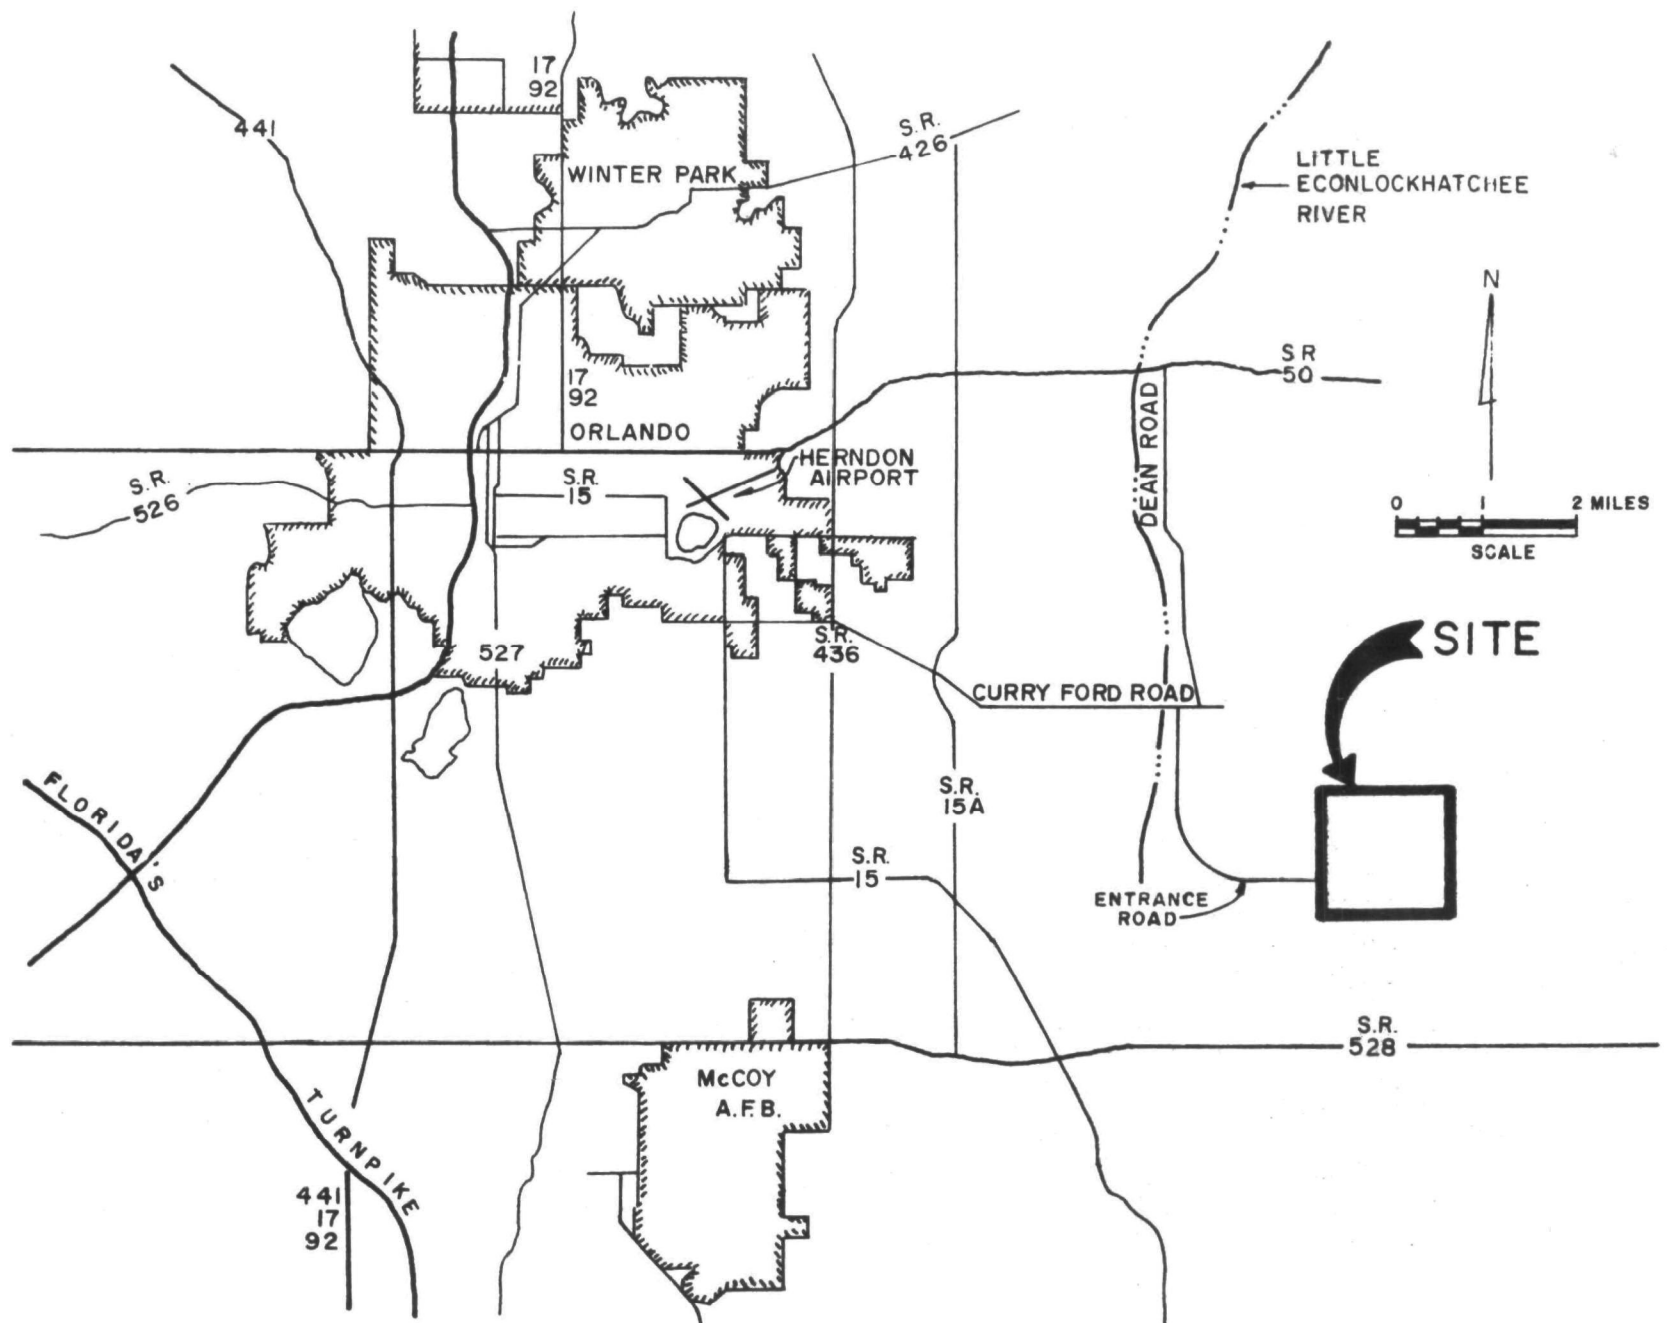 17
92
441
S.R.
426
WINTER PARK
LITTLE
ECONLOCKHATCHEE
RIVER
N
S R
50
17
92
DEAN ROAD
ORLANDO
HERNDON
AIRPORT
S.R.
15
S.R.
526
0 1 2 MILES
SCALE
SITE
527
S.R.
436
CURRY FORD ROAD
FLORIDA'S
S.R.
15A
S.R.
15
ENTRANCE
ROAD
S.R.
528
McCOY
A.F.B.
TURNPIKE
441
17
92